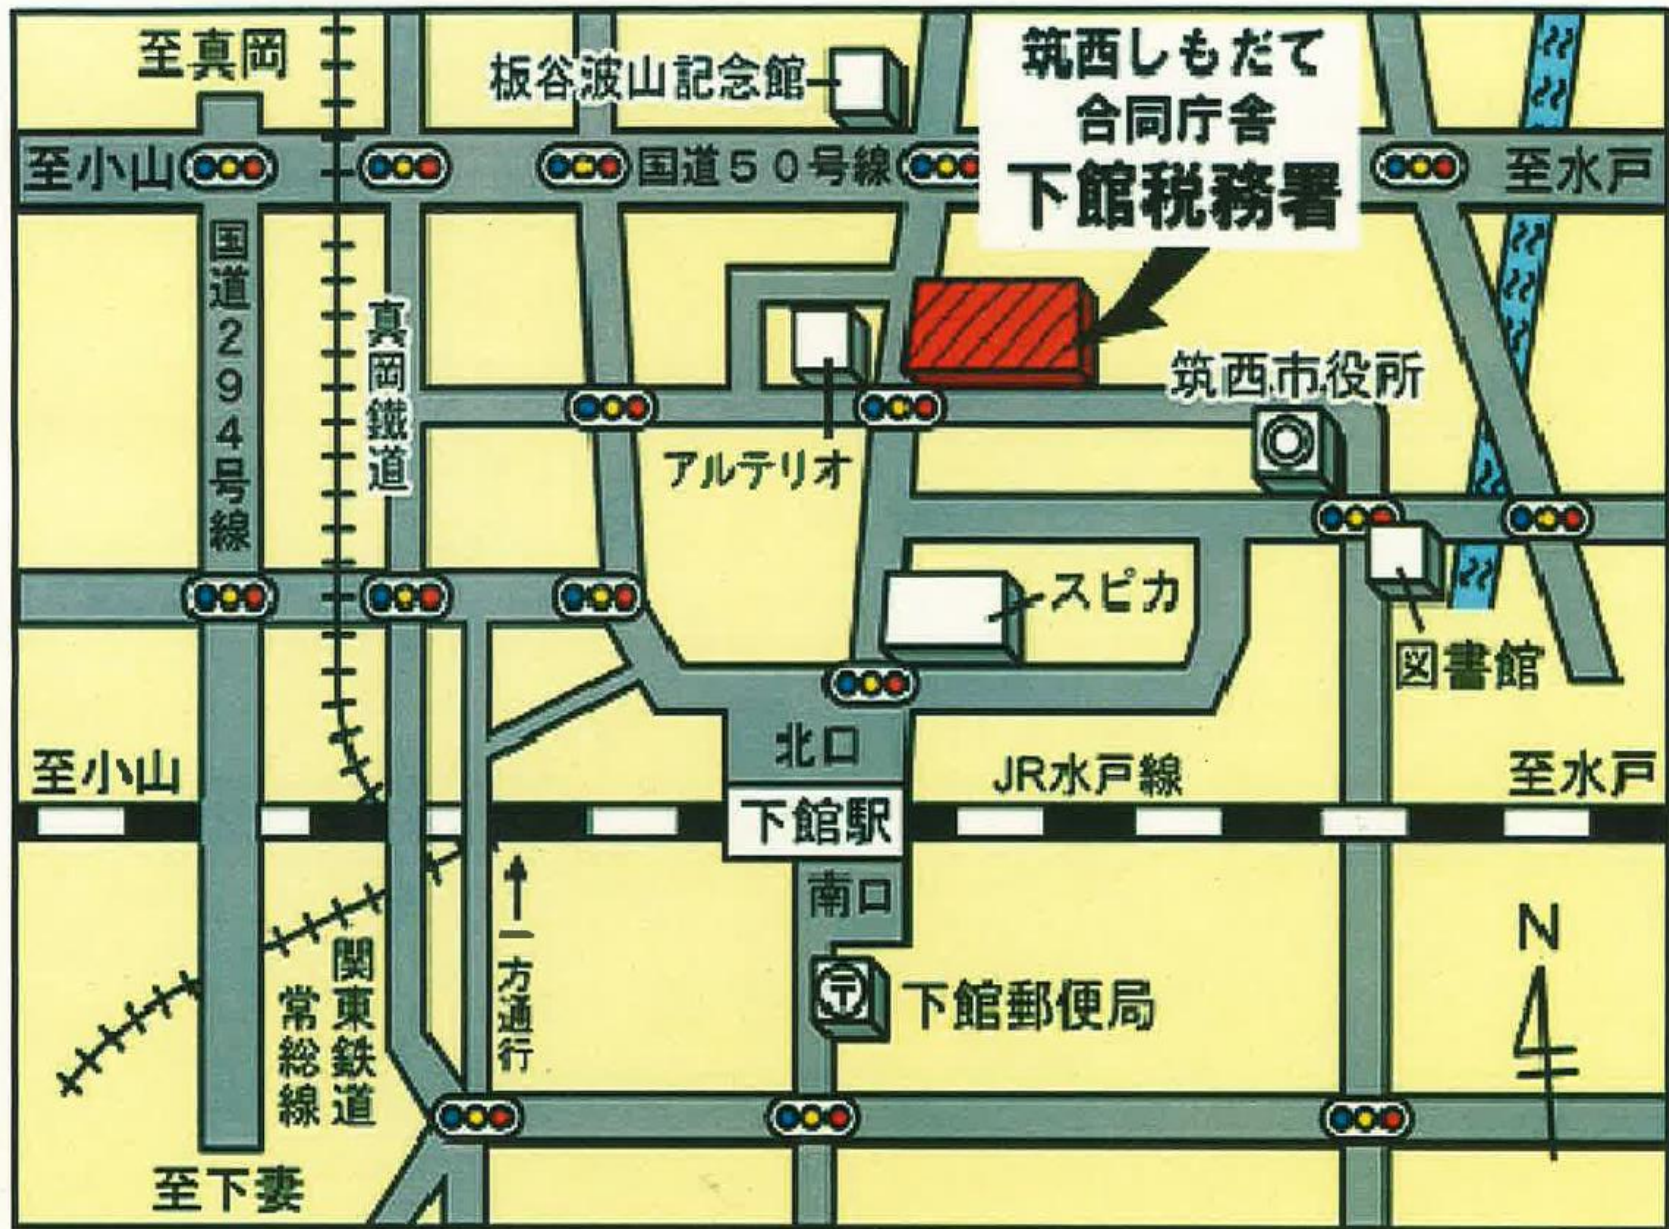 至真岡
板谷波山記念館
筑西しもだて
合同庁舎
下館税務署
至小山
国道50号線
至水戸
国道294号線
真岡鐵道
アルテリオ
筑西市役所
スピカ
図書館
北口
至小山
JR水戸線
至水戸
下館駅
南口
一方通行
関東鉄道
常総線
下館郵便局
N
至下妻